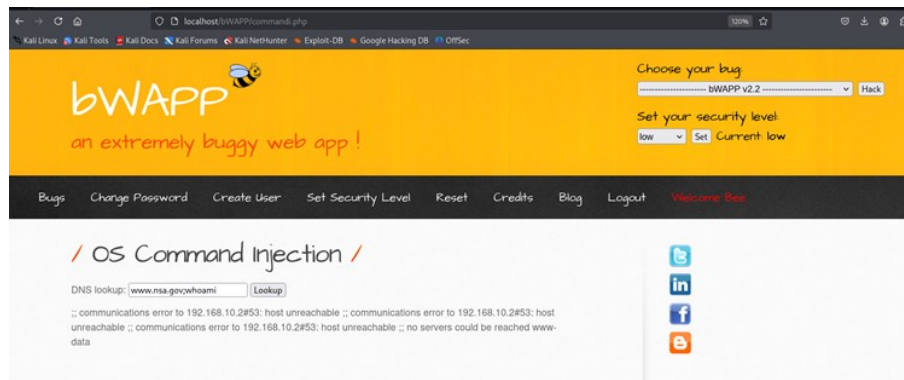 localhost/bWAPP/commandi.php
120%
Kali Linux Kali Tools Kali Docs Kali Forums Kali NetHunter Exploit-DB Google Hacking DB OffSec
bWAPP
an extremely buggy web app !
Choose your bug:
---------------------- bWAPP v2.2 ---------------------- Hack
Set your security level:
low Set Current: low
Bugs Change Password Create User Set Security Level Reset Credits Blog Logout Welcome Bee
/ OS Command Injection /
DNS lookup: www.nsa.gov;whoami Lookup
;; communications error to 192.168.10.2#53: host unreachable ;; communications error to 192.168.10.2#53: host
unreachable ;; communications error to 192.168.10.2#53: host unreachable ;; no servers could be reached www-
data